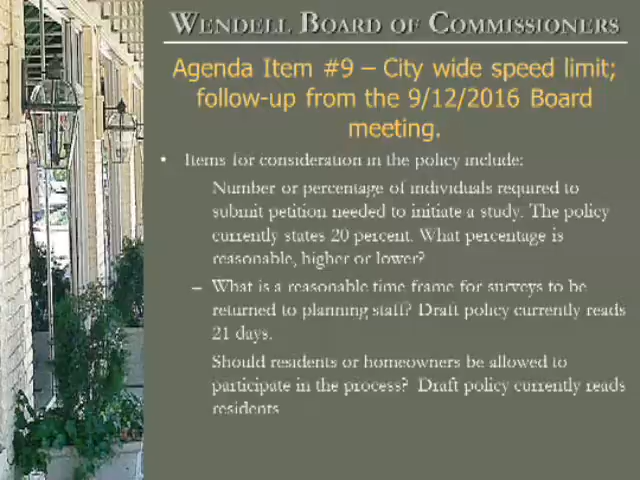 WENDELL BOARD OF COMMISSIONERS
Agenda Item #9 – City wide speed limit;
follow-up from the 9/12/2016 Board
meeting.
• Items for consideration in the policy include:
Number or percentage of individuals required to
submit petition needed to initiate a study. The policy
currently states 20 percent. What percentage is
reasonable, higher or lower?
– What is a reasonable time frame for surveys to be
returned to planning staff? Draft policy currently reads
21 days.
Should residents or homeowners be allowed to
participate in the process? Draft policy currently reads
residents